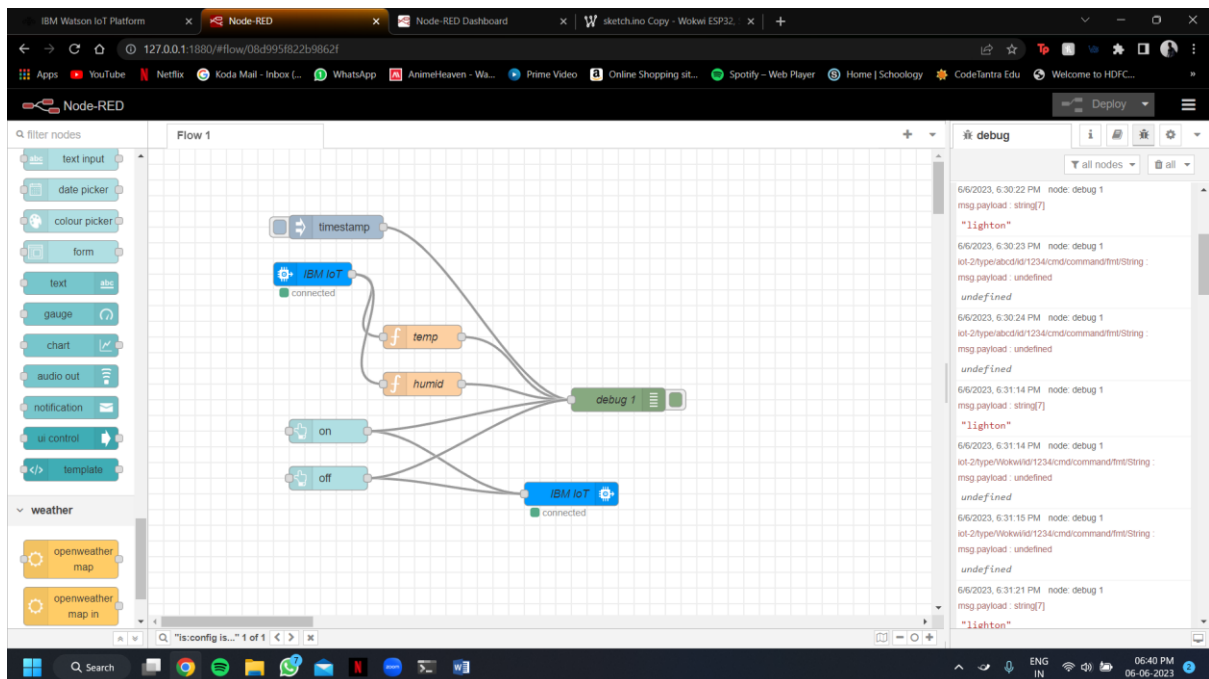 IBM Watson IoT Platform
Node-RED
Node-RED Dashboard
sketch.ino Copy - Wokwi ESP32,
127.0.0.1:1880/#flow/08d995f822b9862f
Apps YouTube Netflix Koda Mail - Inbox (... WhatsApp AnimeHeaven - Wa... Prime Video Online Shopping sit... Spotify – Web Player Home | Schoology CodeTantra Edu Welcome to HDFC... »
Node-RED
Deploy
filter nodes
Flow 1
debug
all nodes
all
text input
date picker
colour picker
form
text
gauge
chart
audio out
notification
ui control
template
weather
openweather
map
openweather
map in
timestamp
IBM IoT
connected
temp
humid
debug 1
on
off
IBM IoT
connected
6/6/2023, 6:30:22 PM node: debug 1
msg.payload : string[7]
"lighton"
6/6/2023, 6:30:23 PM node: debug 1
iot-2/type/abcd/id/1234/cmd/command/fmt/String :
msg.payload : undefined
undefined
6/6/2023, 6:30:24 PM node: debug 1
iot-2/type/abcd/id/1234/cmd/command/fmt/String :
msg.payload : undefined
undefined
6/6/2023, 6:31:14 PM node: debug 1
msg.payload : string[7]
"lighton"
6/6/2023, 6:31:14 PM node: debug 1
iot-2/type/Wokwi/id/1234/cmd/command/fmt/String :
msg.payload : undefined
undefined
6/6/2023, 6:31:15 PM node: debug 1
iot-2/type/Wokwi/id/1234/cmd/command/fmt/String :
msg.payload : undefined
undefined
6/6/2023, 6:31:21 PM node: debug 1
msg.payload : string[7]
"lighton"
"is:config is..." 1 of 1
Search
ENG
IN
06:40 PM
06-06-2023
2